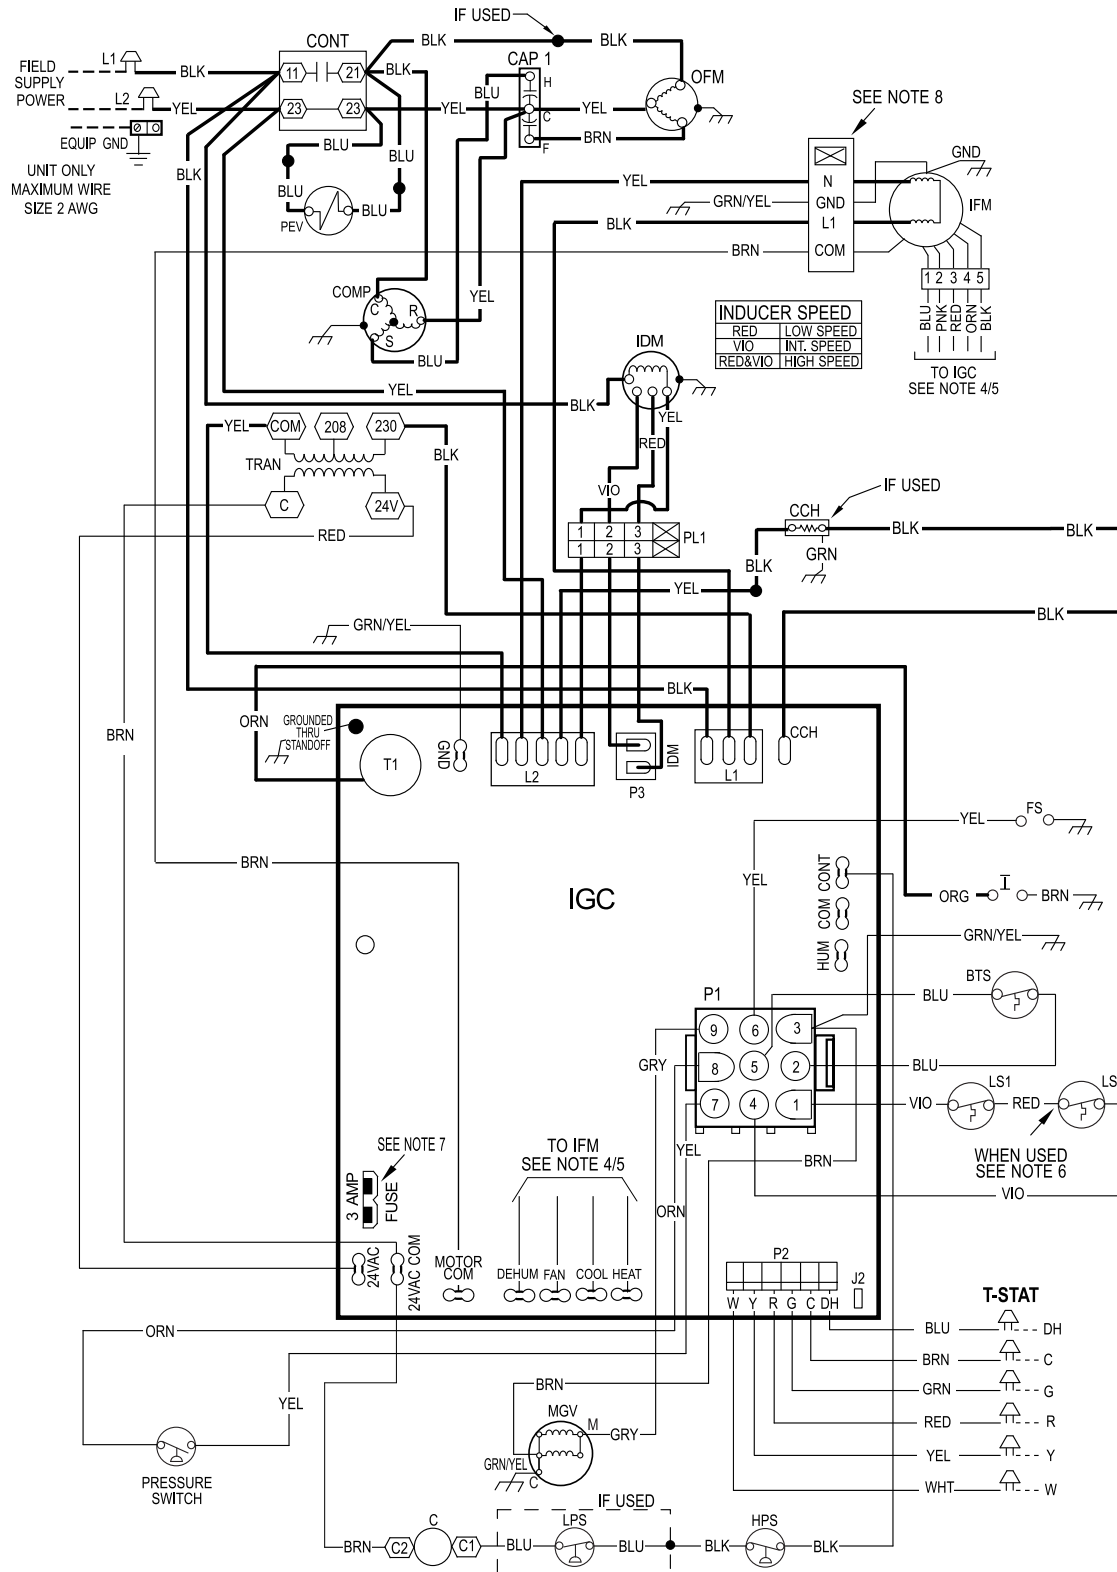 IF USED
CONT
BLK
BLK
L1
FIELD
SUPPLY
POWER
BLK
11
21
BLK
CAP 1
H
BLU
OFM
L2
YEL
23
23
YEL
C
YEL
SEE NOTE 8
EQUIP GND
BLU
BLU
F
BRN
UNIT ONLY
MAXIMUM WIRE
SIZE 2 AWG
BLK
BLU
PEV
BLU
YEL
N
GND
GRN/YEL
GND
IFM
BLK
L1
BRN
COM
COMP
C
R
S
YEL
BLU
1 2 3 4 5
BLU
PNK
RED
ORN
BLK
TO IGC
SEE NOTE 4/5
INDUCER SPEED
RED LOW SPEED
VIO INT. SPEED
RED&VIO HIGH SPEED
IDM
YEL
BLK
YEL
RED
YEL
COM
208
230
TRAN
BLK
C
24V
VIO
RED
1 2 3
1 2 3
PL1
IF USED
CCH
BLK
BLK
GRN
BLK
YEL
GRN/YEL
BLK
BLK
ORN
GROUNDED
THRU
STANDOFF
BRN
T1
GND
L2
P3
IDM
L1
CCH
YEL
FS
BRN
YEL
IGC
CONT
COM
HUM
ORG
I
BRN
GRN/YEL
BTS
BLU
P1
9 6 3
8 5 2
7 4 1
GRY
BLU
LS1
LS
VIO
RED
WHEN USED
SEE NOTE 6
VIO
SEE NOTE 7
3 AMP
FUSE
TO IFM
SEE NOTE 4/5
YEL
BRN
ORN
24VAC
24VAC COM
MOTOR
COM
DEHUM
FAN
COOL
HEAT
P2
J2
W Y R G C DH
T-STAT
BLU
DH
BRN
C
GRN
G
RED
R
YEL
Y
WHT
W
ORN
YEL
BRN
MGV
M
GRY
GRN/YEL
C
PRESSURE
SWITCH
IF USED
C
BRN
C2
C1
BLU
LPS
BLU
BLK
HPS
BLK